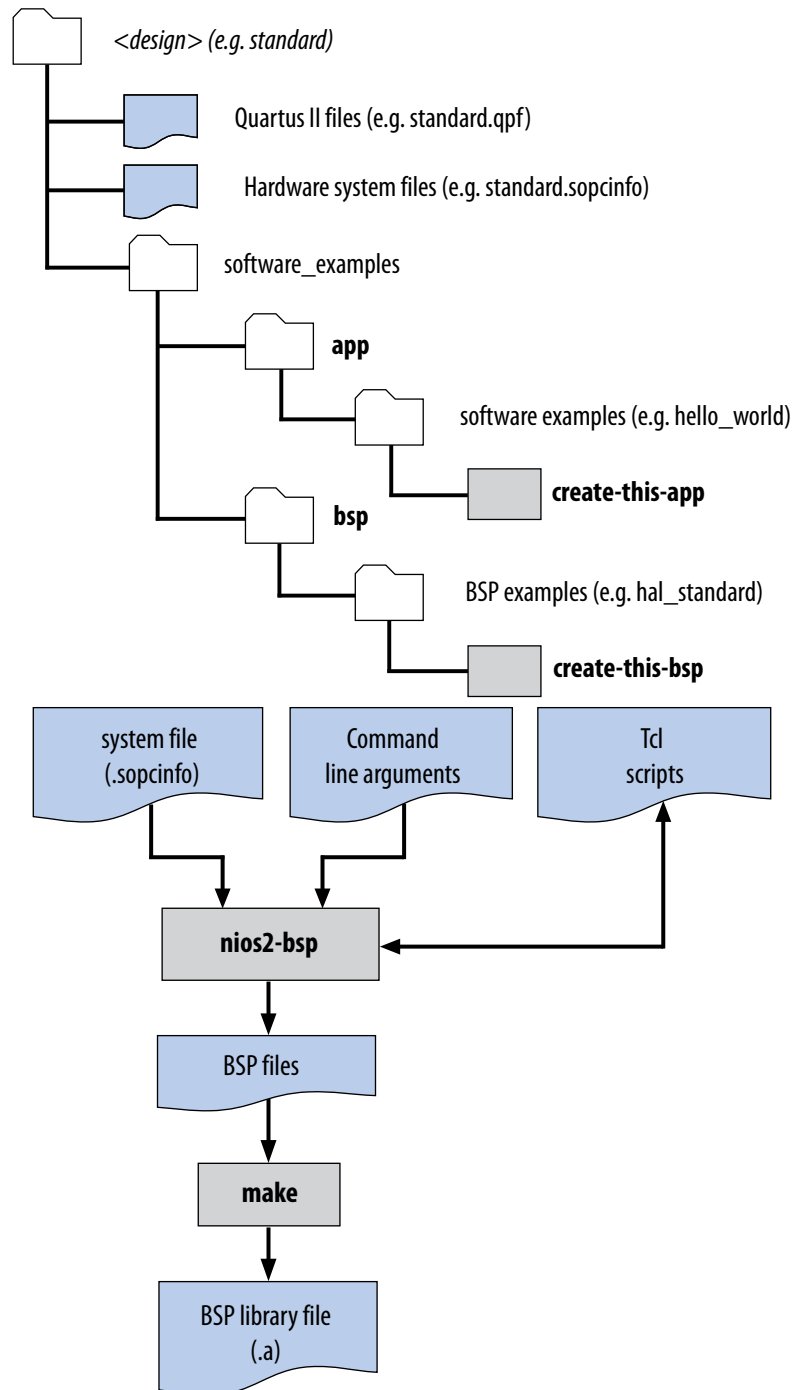 <design> (e.g. standard)
Quartus II files (e.g. standard.qpf)
Hardware system files (e.g. standard.sopcinfo)
software_examples
app
software examples (e.g. hello_world)
create-this-app
bsp
BSP examples (e.g. hal_standard)
create-this-bsp
system file
(.sopcinfo)
Command
line arguments
Tcl
scripts
nios2-bsp
BSP files
make
BSP library file
(.a)